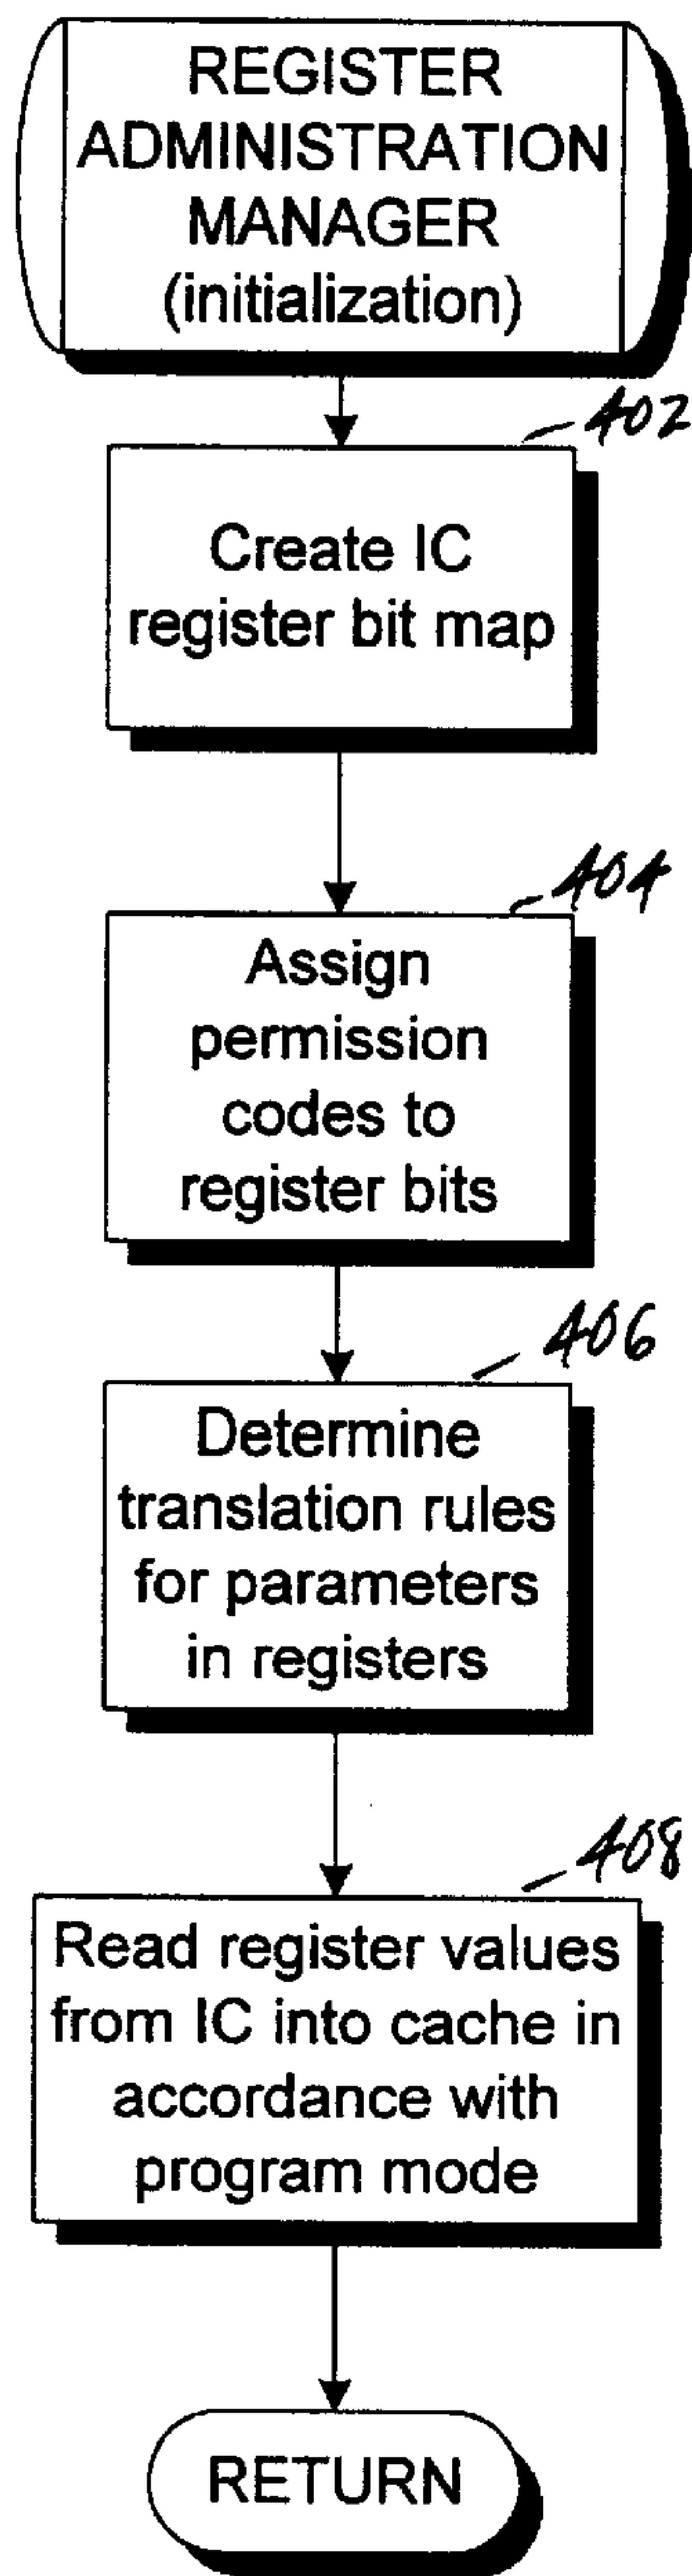 REGISTER
ADMINISTRATION
MANAGER
(initialization)
402
Create IC
register bit map
404
Assign
permission
codes to
register bits
406
Determine
translation rules
for parameters
in registers
408
Read register values
from IC into cache in
accordance with
program mode
RETURN